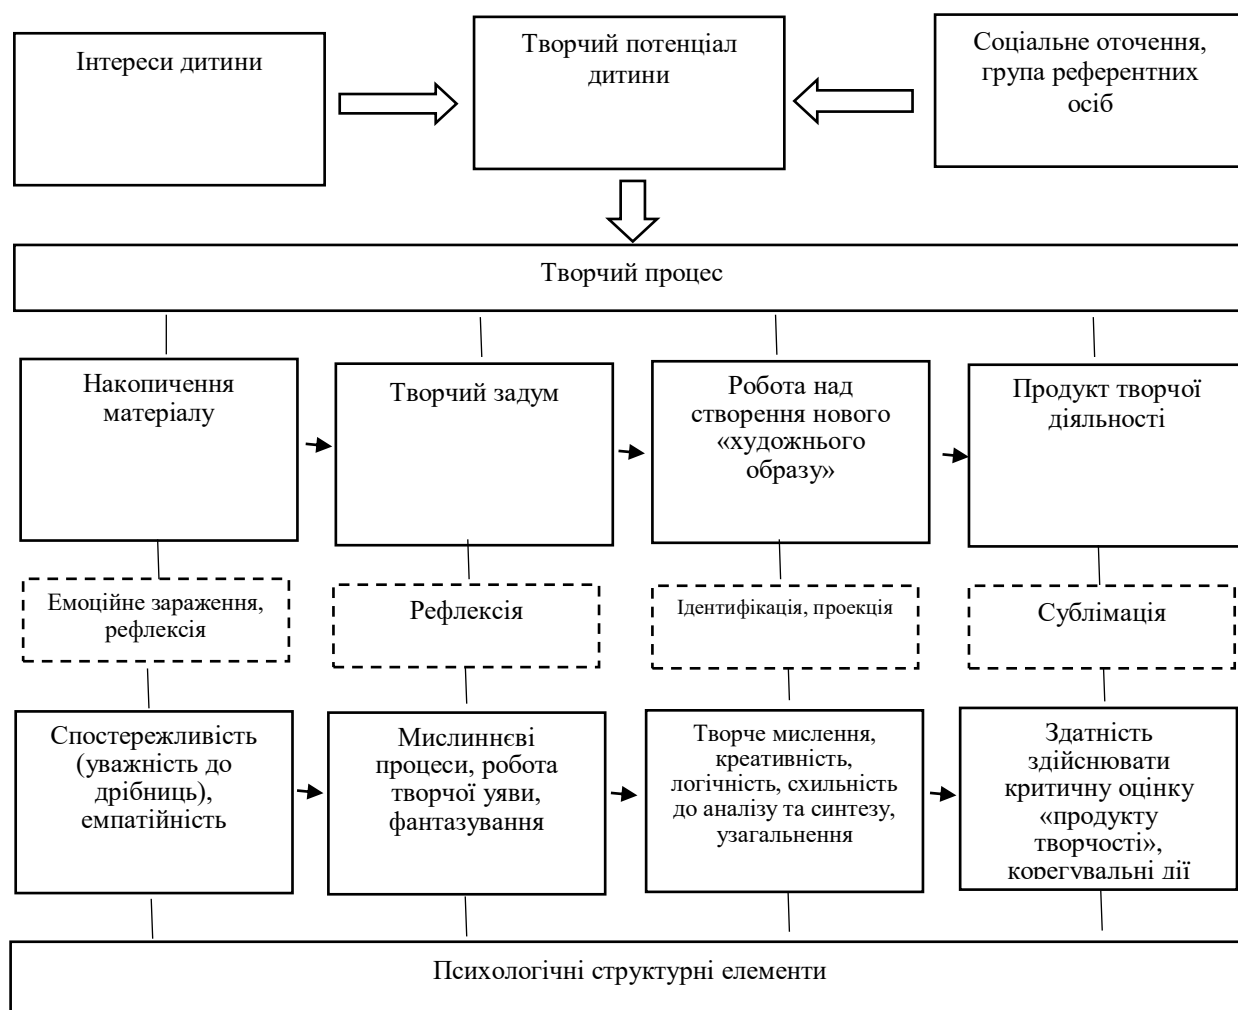 Інтереси дитини
Творчий потенціал
дитини
Соціальне оточення,
група референтних
осіб
Творчий процес
Накопичення
матеріалу
Творчий задум
Робота над
створення нового
«художнього
образу»
Продукт творчої
діяльності
Емоційне зараження,
рефлексія
Рефлексія
Ідентифікація, проекція
Сублімація
Спостережливість
(уважність до
дрібниць),
емпатійність
Мислиннєві
процеси, робота
творчої уяви,
фантазування
Творче мислення,
креативність,
логічність, схильність
до аналізу та синтезу,
узагальнення
Здатність
здійснювати
критичну оцінку
«продукту
творчості»,
корегувальні дії
Психологічні структурні елементи